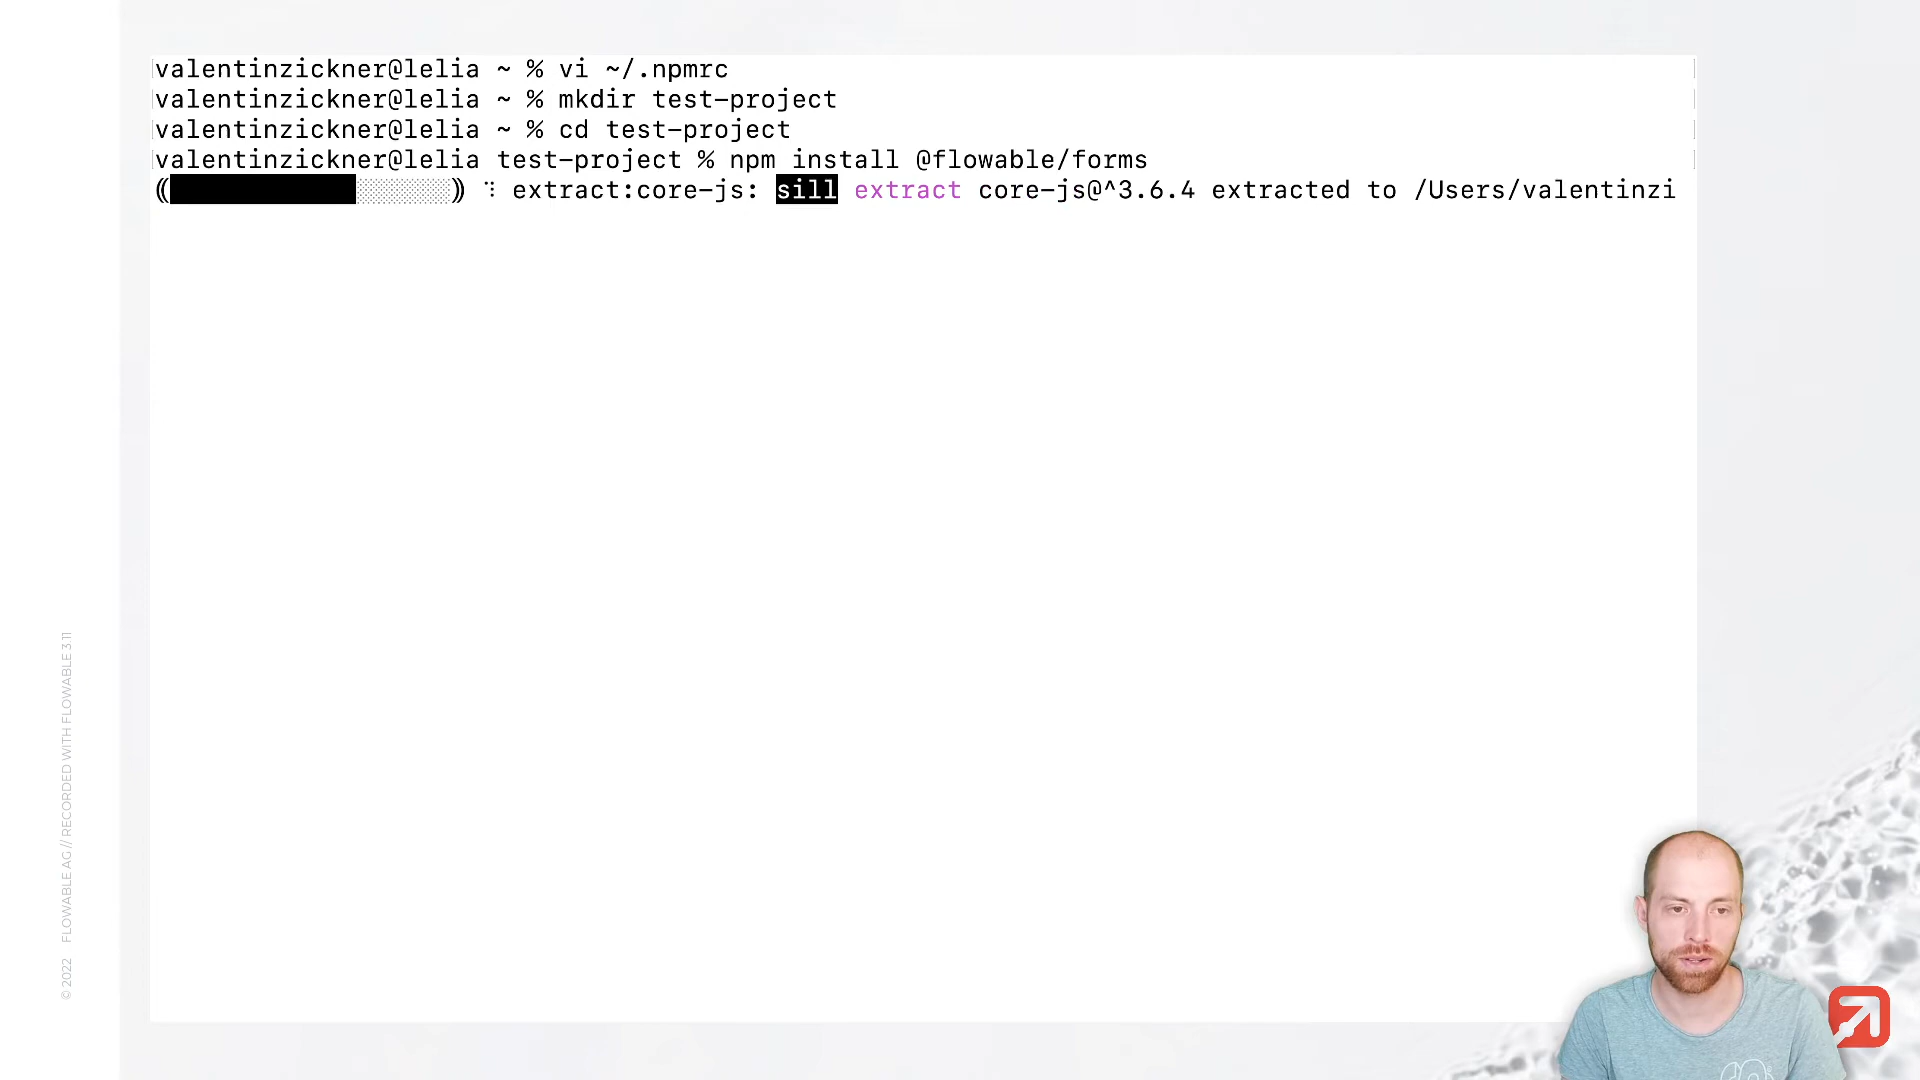 valentinzickner@lelia ~ % vi ~/.npmrc
valentinzickner@lelia ~ % mkdir test-project
valentinzickner@lelia ~ % cd test-project
valentinzickner@lelia test-project % npm install @flowable/forms
extract:core-js: sill extract core-js@^3.6.4 extracted to /Users/valentinzi
© 2022 FLOWABLE AG // RECORDED WITH FLOWABLE 3.11